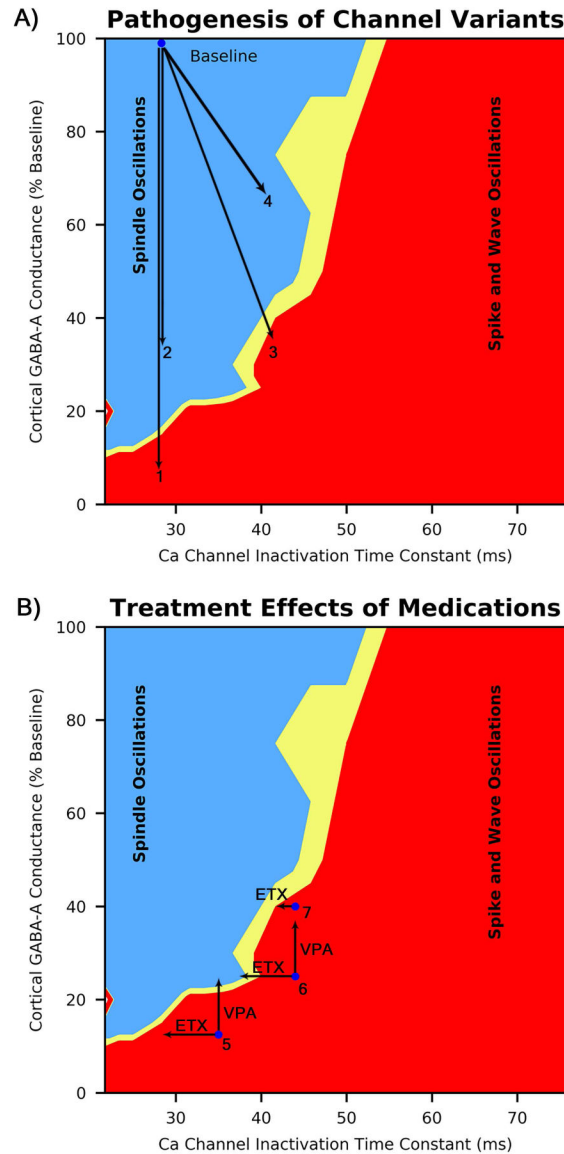 A)
Pathogenesis of Channel Variants
100
80
60
40
20
0
Cortical GABA-A Conductance (% Baseline)
Baseline
Spindle Oscillations
Spike and Wave Oscillations
4
2
3
1
30 40 50 60 70
Ca Channel Inactivation Time Constant (ms)
B)
Treatment Effects of Medications
100
80
60
40
20
0
Cortical GABA-A Conductance (% Baseline)
Spindle Oscillations
Spike and Wave Oscillations
ETX
7
VPA
ETX
6
VPA
ETX
5
30 40 50 60 70
Ca Channel Inactivation Time Constant (ms)